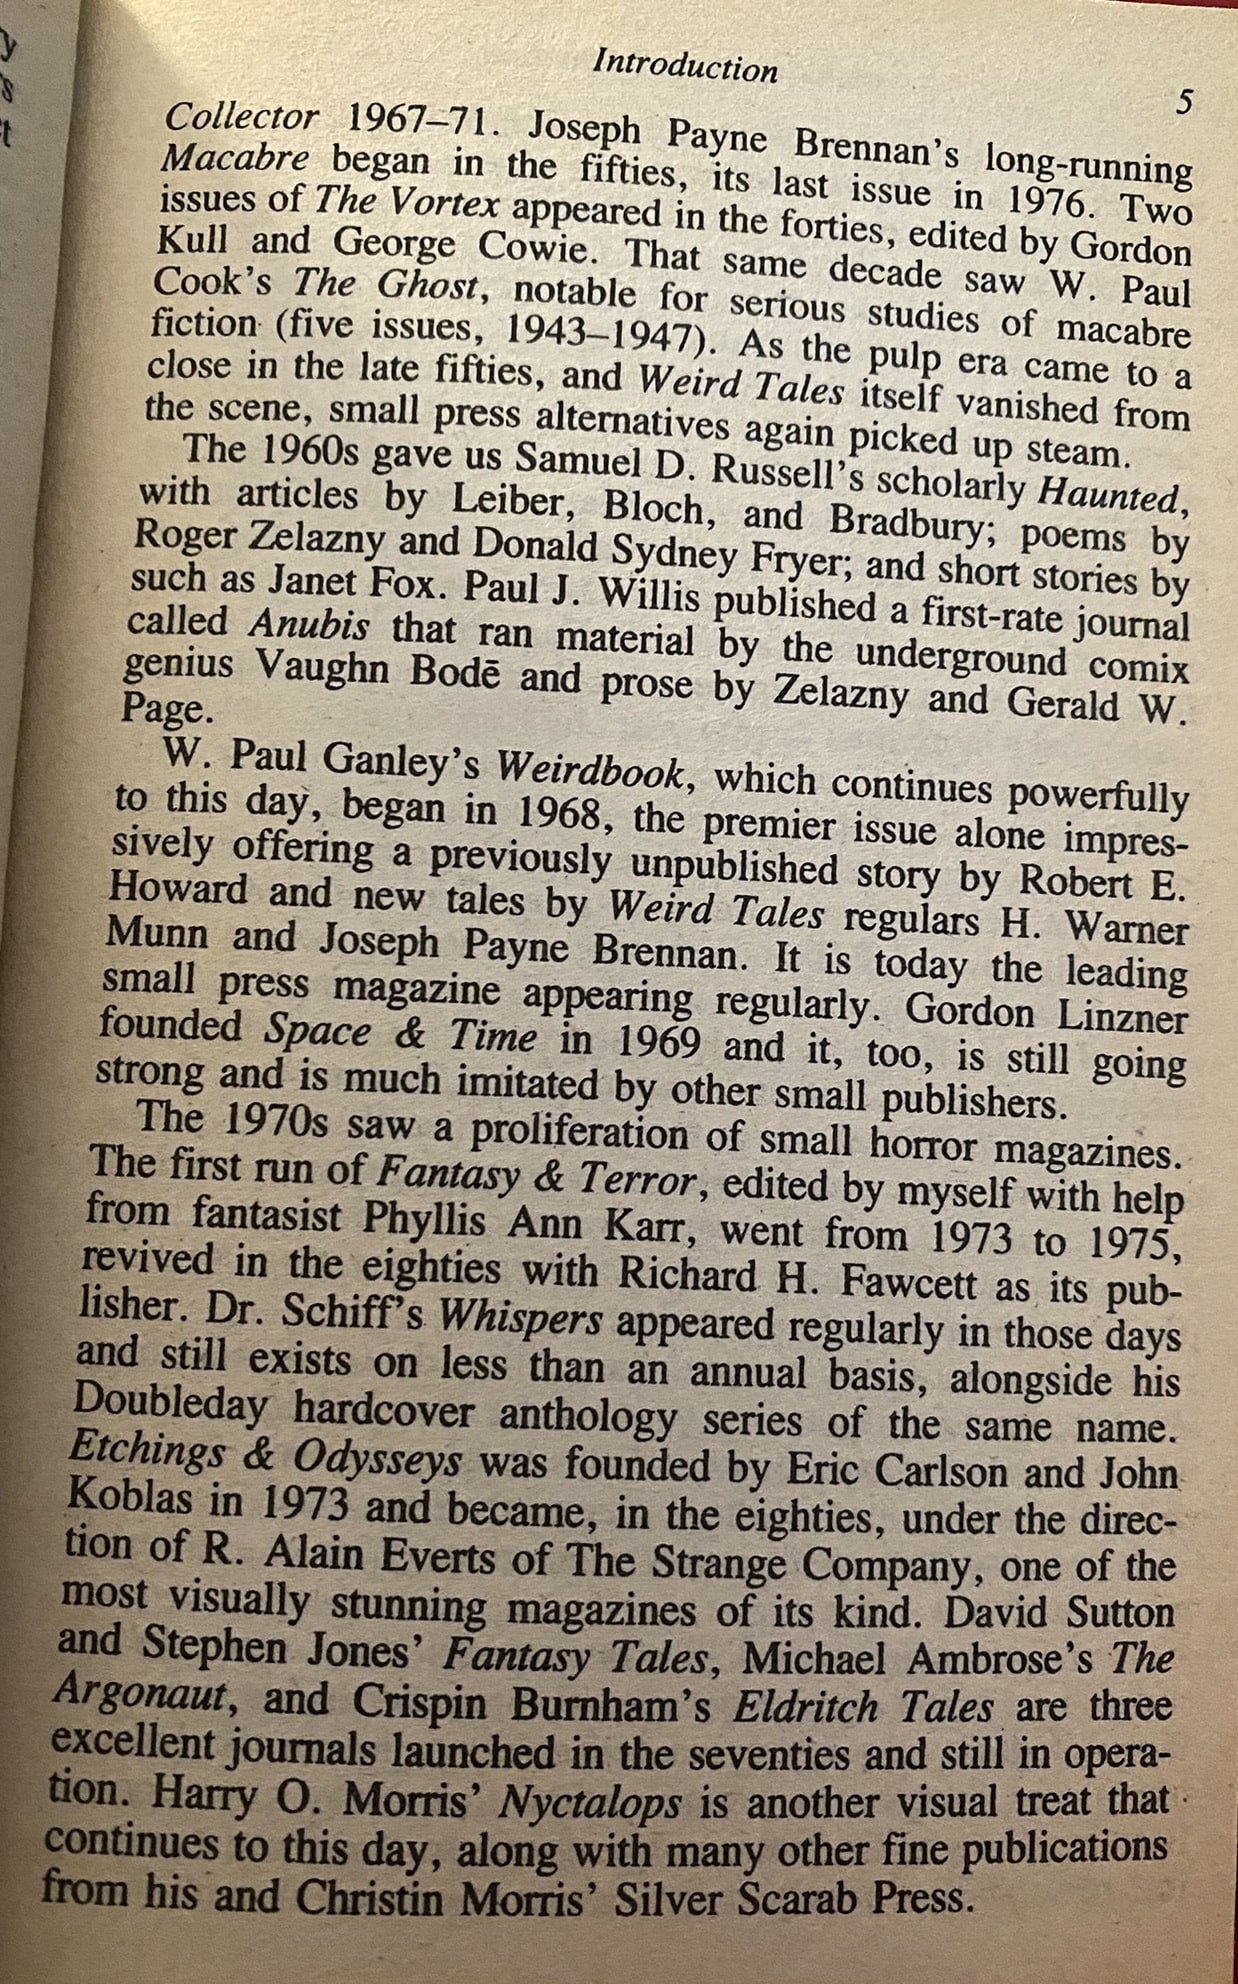 Introduction
5
Collector 1967–71. Joseph Payne Brennan's long-running
Macabre began in the fifties, its last issue in 1976. Two
issues of The Vortex appeared in the forties, edited by Gordon
Kull and George Cowie. That same decade saw W. Paul
Cook's The Ghost, notable for serious studies of macabre
fiction (five issues, 1943–1947). As the pulp era came to a
close in the late fifties, and Weird Tales itself vanished from
the scene, small press alternatives again picked up steam.
The 1960s gave us Samuel D. Russell's scholarly Haunted,
with articles by Leiber, Bloch, and Bradbury; poems by
Roger Zelazny and Donald Sydney Fryer; and short stories by
such as Janet Fox. Paul J. Willis published a first-rate journal
called Anubis that ran material by the underground comix
genius Vaughn Bodē and prose by Zelazny and Gerald W.
Page.
W. Paul Ganley's Weirdbook, which continues powerfully
to this day, began in 1968, the premier issue alone impres-
sively offering a previously unpublished story by Robert E.
Howard and new tales by Weird Tales regulars H. Warner
Munn and Joseph Payne Brennan. It is today the leading
small press magazine appearing regularly. Gordon Linzner
founded Space & Time in 1969 and it, too, is still going
strong and is much imitated by other small publishers.
The 1970s saw a proliferation of small horror magazines.
The first run of Fantasy & Terror, edited by myself with help
from fantasist Phyllis Ann Karr, went from 1973 to 1975,
revived in the eighties with Richard H. Fawcett as its pub-
lisher. Dr. Schiff's Whispers appeared regularly in those days
and still exists on less than an annual basis, alongside his
Doubleday hardcover anthology series of the same name.
Etchings & Odysseys was founded by Eric Carlson and John
Koblas in 1973 and became, in the eighties, under the direc-
tion of R. Alain Everts of The Strange Company, one of the
most visually stunning magazines of its kind. David Sutton
and Stephen Jones' Fantasy Tales, Michael Ambrose's The
Argonaut, and Crispin Burnham's Eldritch Tales are three
excellent journals launched in the seventies and still in opera-
tion. Harry O. Morris' Nyctalops is another visual treat that
continues to this day, along with many other fine publications
from his and Christin Morris' Silver Scarab Press.